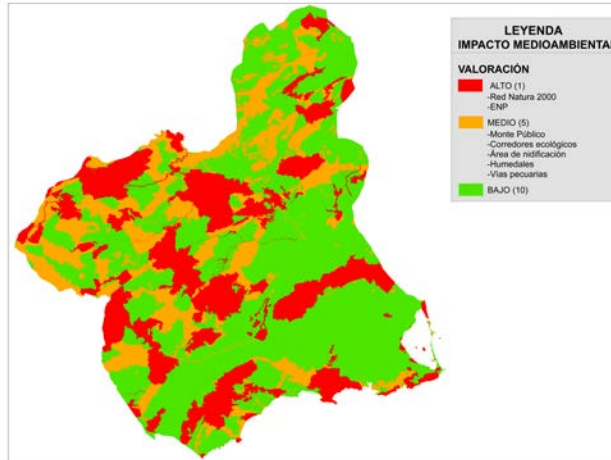 LEYENDA
IMPACTO MEDIOAMBIENTAL
VALORACIÓN
ALTO (1)
-Red Natura 2000
-ENP
MEDIO (5)
-Monte Público
-Corredores ecológicos
-Área de nidificación
-Humedales
-Vías pecuarias
BAJO (10)